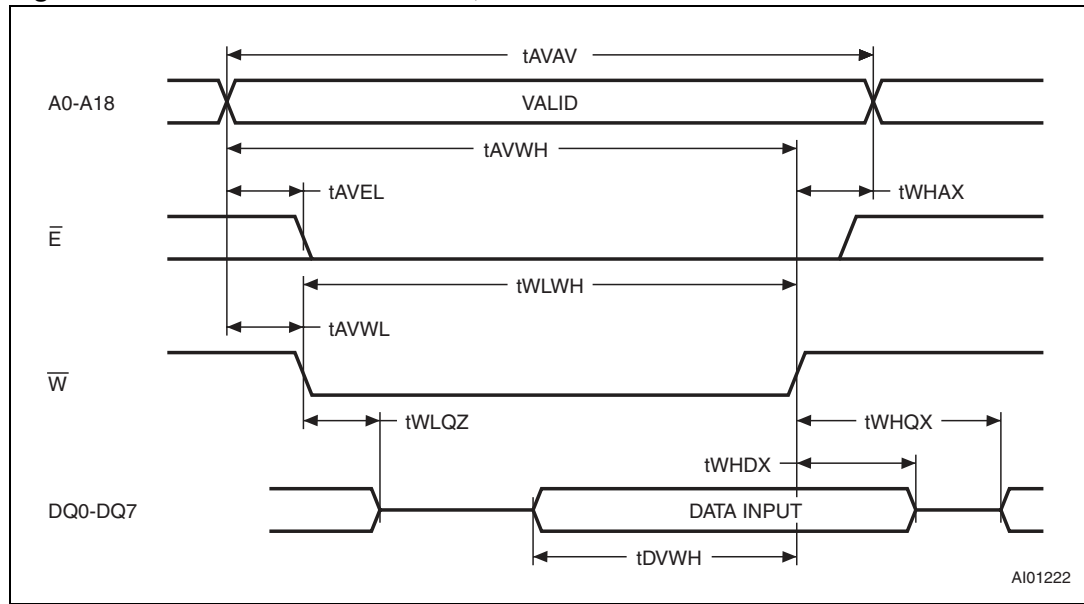 tAVAV
A0-A18
VALID
tAVWH
tAVEL
tWHAX
E̅
tWLWH
tAVWL
W̅
tWLQZ
tWHQX
tWHDX
DQ0-DQ7
DATA INPUT
tDVWH
AI01222